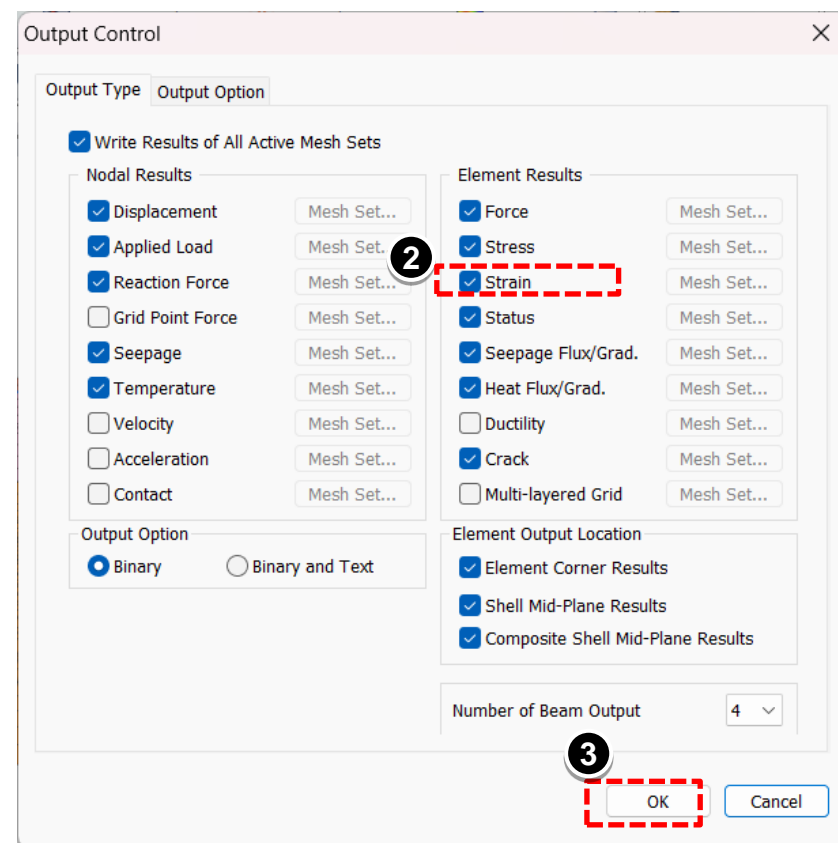 Output Control
Output Type Output Option
Write Results of All Active Mesh Sets
Nodal Results
Displacement Mesh Set...
Applied Load Mesh Set...
Reaction Force Mesh Set...
Grid Point Force Mesh Set...
Seepage Mesh Set...
Temperature Mesh Set...
Velocity Mesh Set...
Acceleration Mesh Set...
Contact Mesh Set...
Output Option
Binary Binary and Text
Element Results
Force Mesh Set...
Stress Mesh Set...
2
Strain Mesh Set...
Status Mesh Set...
Seepage Flux/Grad. Mesh Set...
Heat Flux/Grad. Mesh Set...
Ductility Mesh Set...
Crack Mesh Set...
Multi-layered Grid Mesh Set...
Element Output Location
Element Corner Results
Shell Mid-Plane Results
Composite Shell Mid-Plane Results
Number of Beam Output 4
3
OK Cancel